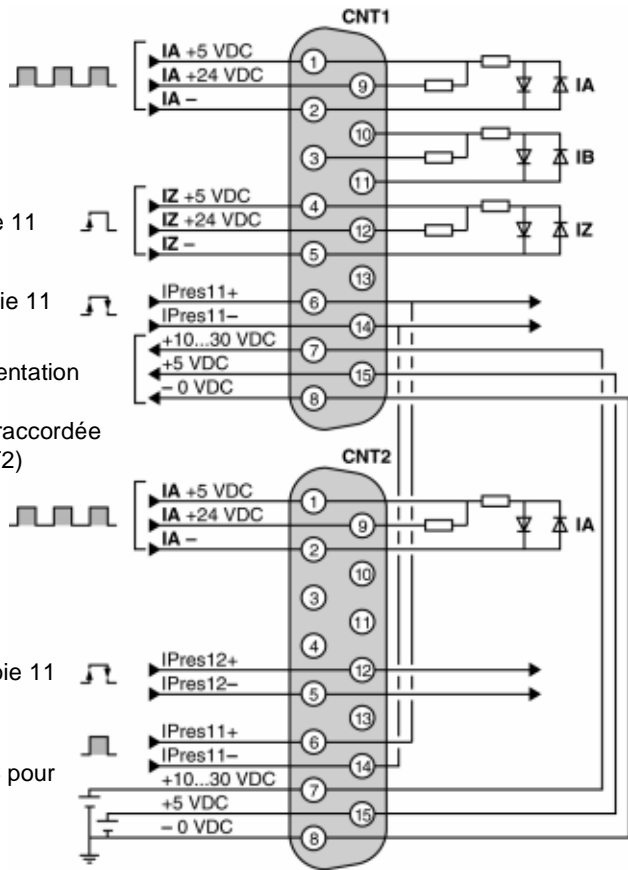 CNT1
IA +5 VDC
1
IA +24 VDC
9
IA
IA –
2
10
3
IB
11
IZ +5 VDC
4
e 11
IZ +24 VDC
12
IZ
IZ –
5
13
ie 11
IPres11+
6
IPres11–
14
+10...30 VDC
7
entation
+5 VDC
15
– 0 VDC
8
raccordée
T2)
CNT2
IA +5 VDC
1
IA +24 VDC
9
IA
IA –
2
10
3
11
4
oie 11
IPres12+
12
IPres12–
5
13
IPres11+
6
IPres11–
14
pour
+10...30 VDC
7
+5 VDC
15
– 0 VDC
8